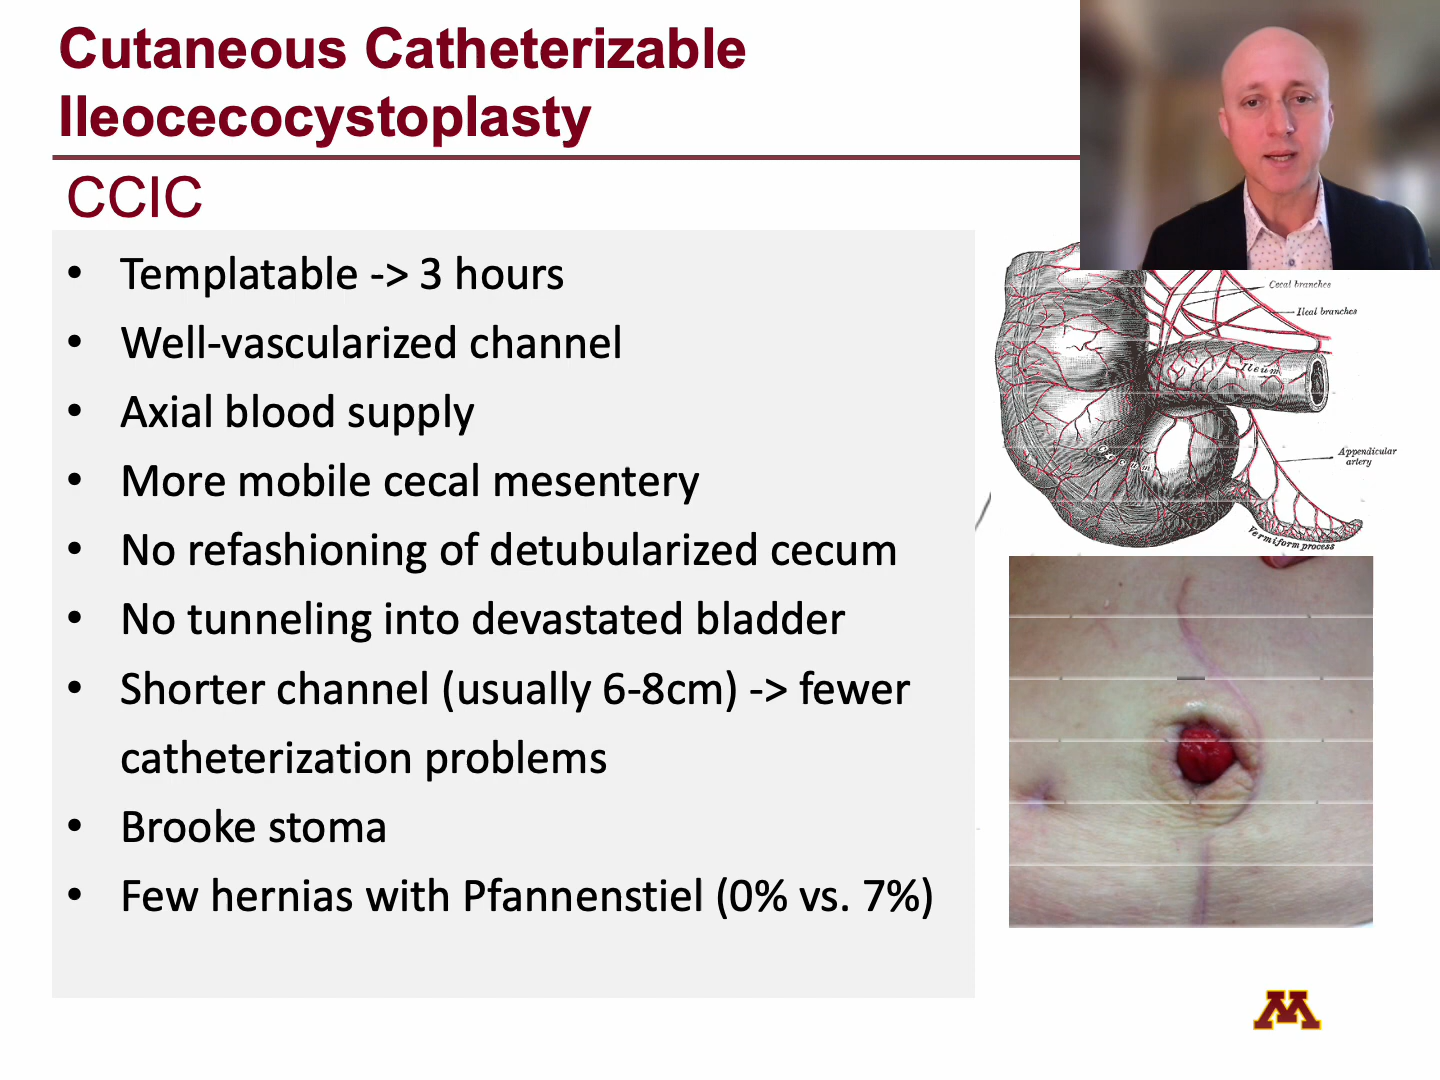 Cutaneous Catheterizable
Ileocecocystoplasty
CCIC
• Templatable -> 3 hours
• Well-vascularized channel
• Axial blood supply
• More mobile cecal mesentery
• No refashioning of detubularized cecum
• No tunneling into devastated bladder
• Shorter channel (usually 6-8cm) -> fewer
catheterization problems
• Brooke stoma
• Few hernias with Pfannenstiel (0% vs. 7%)
Cecal branches
Ileal branches
Ileum
Cecum
Appendicular
artery
Vermiform process
M